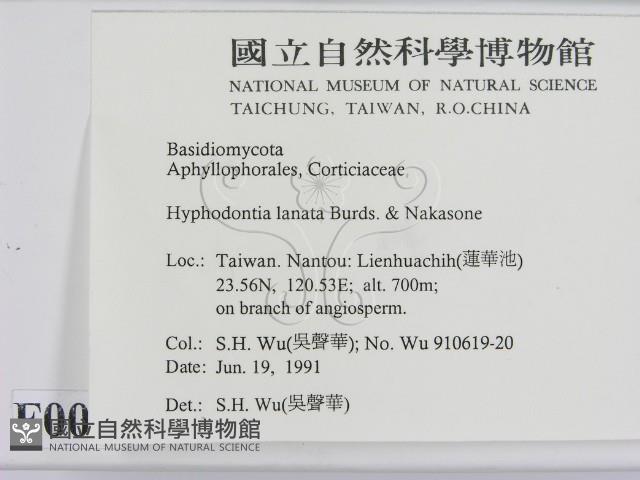 國立自然科學博物館
NATIONAL MUSEUM OF NATURAL SCIENCE
TAICHUNG, TAIWAN, R.O.CHINA
Basidiomycota
Aphyllophorales, Corticiaceae
Hyphodontia lanata Burds. & Nakasone
Loc.: Taiwan. Nantou: Lienhuachih(蓮華池)
23.56N, 120.53E; alt. 700m;
on branch of angiosperm.
Col.: S.H. Wu(吳聲華); No. Wu 910619-20
Date: Jun. 19, 1991
Det.: S.H. Wu(吳聲華)
F00
國立自然科學博物館
NATIONAL MUSEUM OF NATURAL SCIENCE